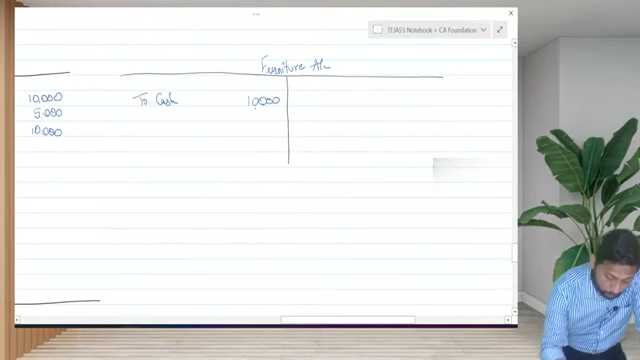 TEJAS's Notebook > CA Foundation
Furniture A/c
10,000
5,000
10,000
To Cash 10,000